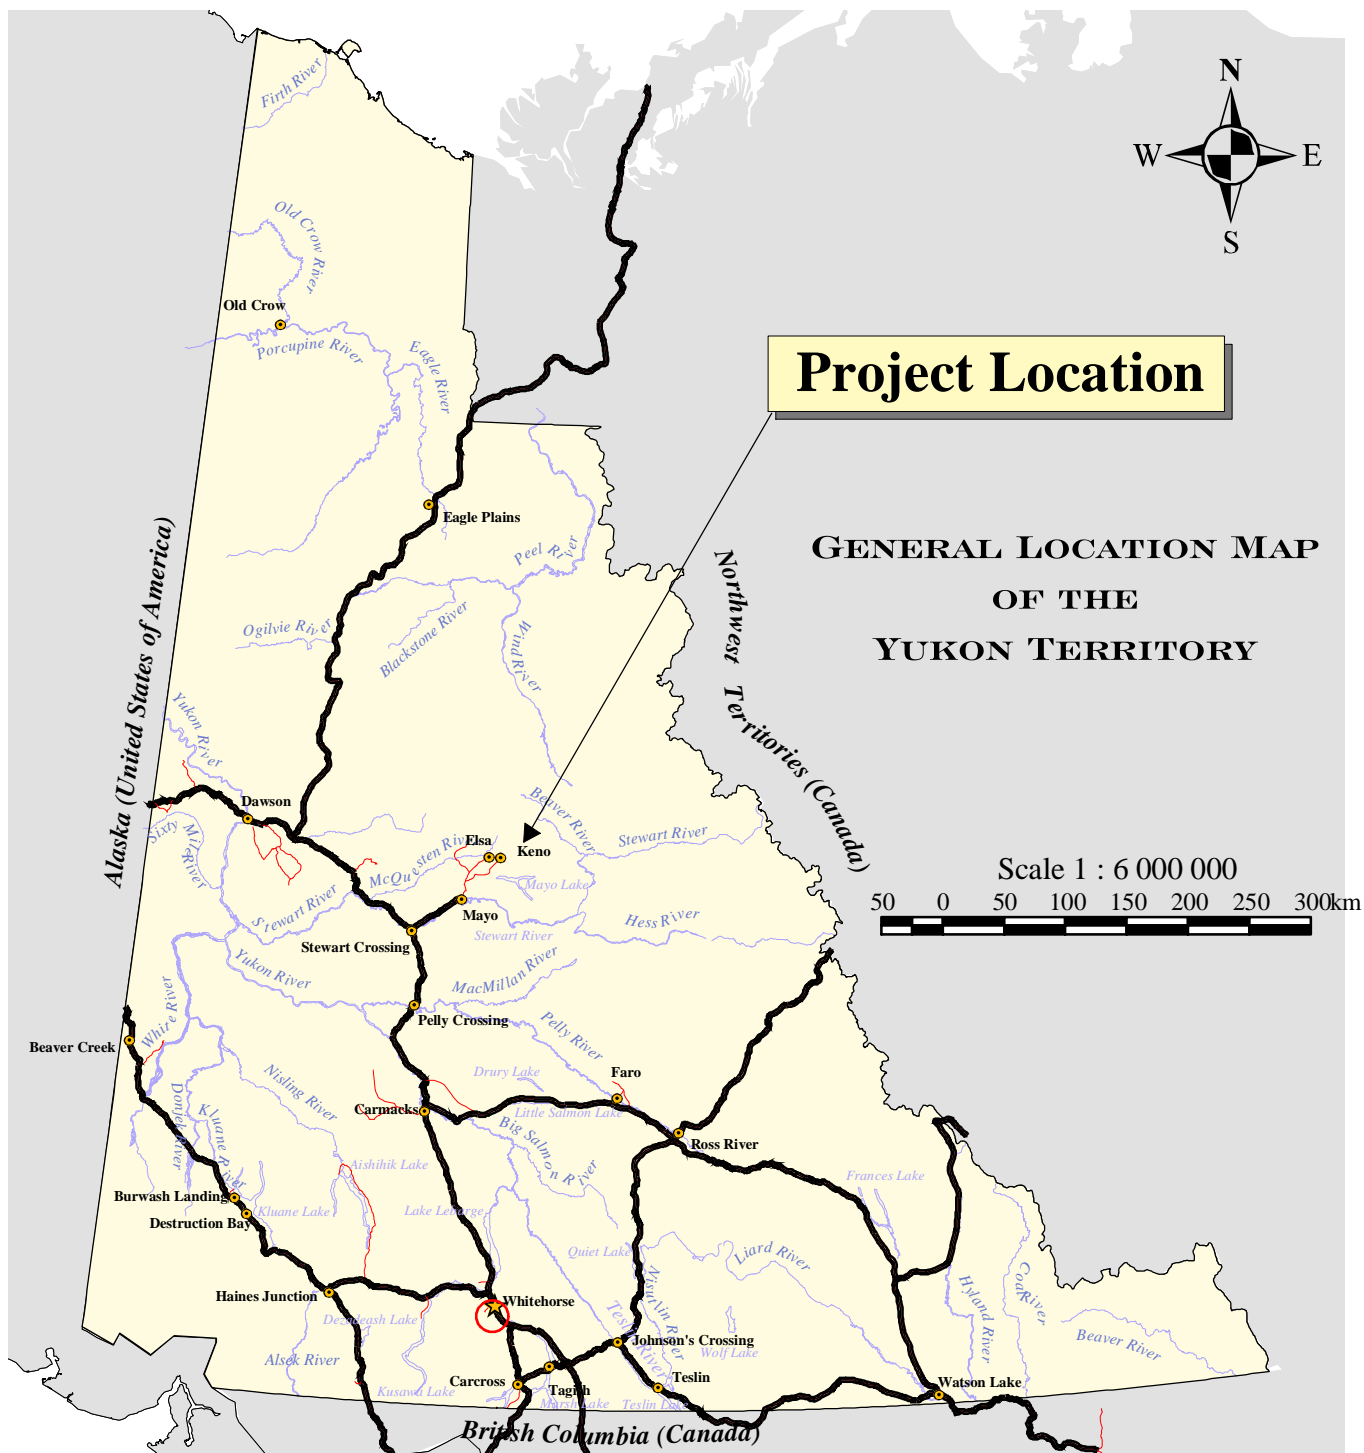 N
W
E
S
Firth River
Old Crow River
Old Crow
Porcupine River
Eagle River
Project Location
Eagle Plains
Peel River
General Location Map
of the
Yukon Territory
Alaska (United States of America)
Northwest Territories (Canada)
Ogilvie River
Blackstone River
Wind River
Yukon River
Dawson
Sixty Mile River
Beaver River
Stewart River
Elsa
Keno
McQuesten River
Mayo Lake
Scale 1 : 6 000 000
50 0 50 100 150 200 250 300km
Mayo
Stewart River
Hess River
Stewart Crossing
Stewart River
Yukon River
MacMillan River
White River
Pelly Crossing
Pelly River
Beaver Creek
Nisling River
Drury Lake
Faro
Donjek River
Kluane River
Carmacks
Little Salmon Lake
Big Salmon River
Ross River
Aishihik Lake
Frances Lake
Burwash Landing
Kluane Lake
Lake Leberge
Destruction Bay
Quiet Lake
Liard River
Nisutlin River
Hyland River
Coal River
Haines Junction
Whitehorse
Dezadeash Lake
Teslin River
Johnson's Crossing
Wolf Lake
Beaver River
Alsek River
Kusawa Lake
Carcross
Tagish
Teslin
Watson Lake
Marsh Lake
Teslin Lake
British Columbia (Canada)